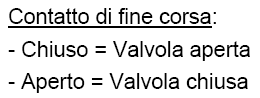 Contatto di fine corsa:
- Chiuso = Valvola aperta
- Aperto = Valvola chiusa